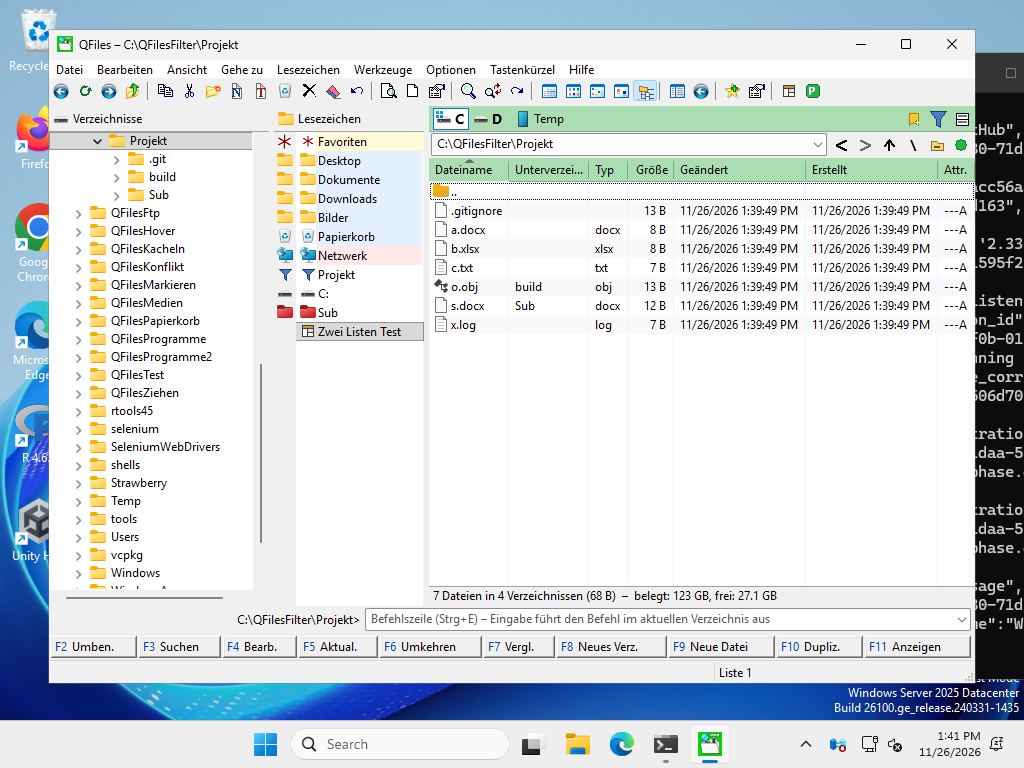 QFiles – C:\QFilesFilter\Projekt
Datei Bearbeiten Ansicht Gehe zu Lesezeichen Werkzeuge Optionen Tastenkürzel Hilfe
Verzeichnisse
Projekt
.git
build
Sub
QFilesFtp
QFilesHover
QFilesKacheln
QFilesKonflikt
QFilesMarkieren
QFilesMedien
QFilesPapierkorb
QFilesProgramme
QFilesProgramme2
QFilesTest
QFilesZiehen
rtools45
selenium
SeleniumWebDrivers
shells
Strawberry
Temp
tools
Users
vcpkg
Windows
Lesezeichen
Favoriten
Desktop
Dokumente
Downloads
Bilder
Papierkorb
Netzwerk
Projekt
C:
Sub
Zwei Listen Test
C D Temp
C:\QFilesFilter\Projekt
Dateiname Unterverzei... Typ Größe Geändert Erstellt Attr.
..
.gitignore 13 B 11/26/2026 1:39:49 PM 11/26/2026 1:39:49 PM ---A
a.docx docx 8 B 11/26/2026 1:39:49 PM 11/26/2026 1:39:49 PM ---A
b.xlsx xlsx 8 B 11/26/2026 1:39:49 PM 11/26/2026 1:39:49 PM ---A
c.txt txt 7 B 11/26/2026 1:39:49 PM 11/26/2026 1:39:49 PM ---A
o.obj build obj 13 B 11/26/2026 1:39:49 PM 11/26/2026 1:39:49 PM ---A
s.docx Sub docx 12 B 11/26/2026 1:39:49 PM 11/26/2026 1:39:49 PM ---A
x.log log 7 B 11/26/2026 1:39:49 PM 11/26/2026 1:39:49 PM ---A
7 Dateien in 4 Verzeichnissen (68 B) – belegt: 123 GB, frei: 27.1 GB
C:\QFilesFilter\Projekt> Befehlszeile (Strg+E) – Eingabe führt den Befehl im aktuellen Verzeichnis aus
F2 Umben. F3 Suchen F4 Bearb. F5 Aktual. F6 Umkehren F7 Vergl. F8 Neues Verz. F9 Neue Datei F10 Dupliz. F11 Anzeigen
Liste 1
Windows Server 2025 Datacenter
Build 26100.ge_release.240331-1435
Search
1:41 PM
11/26/2026